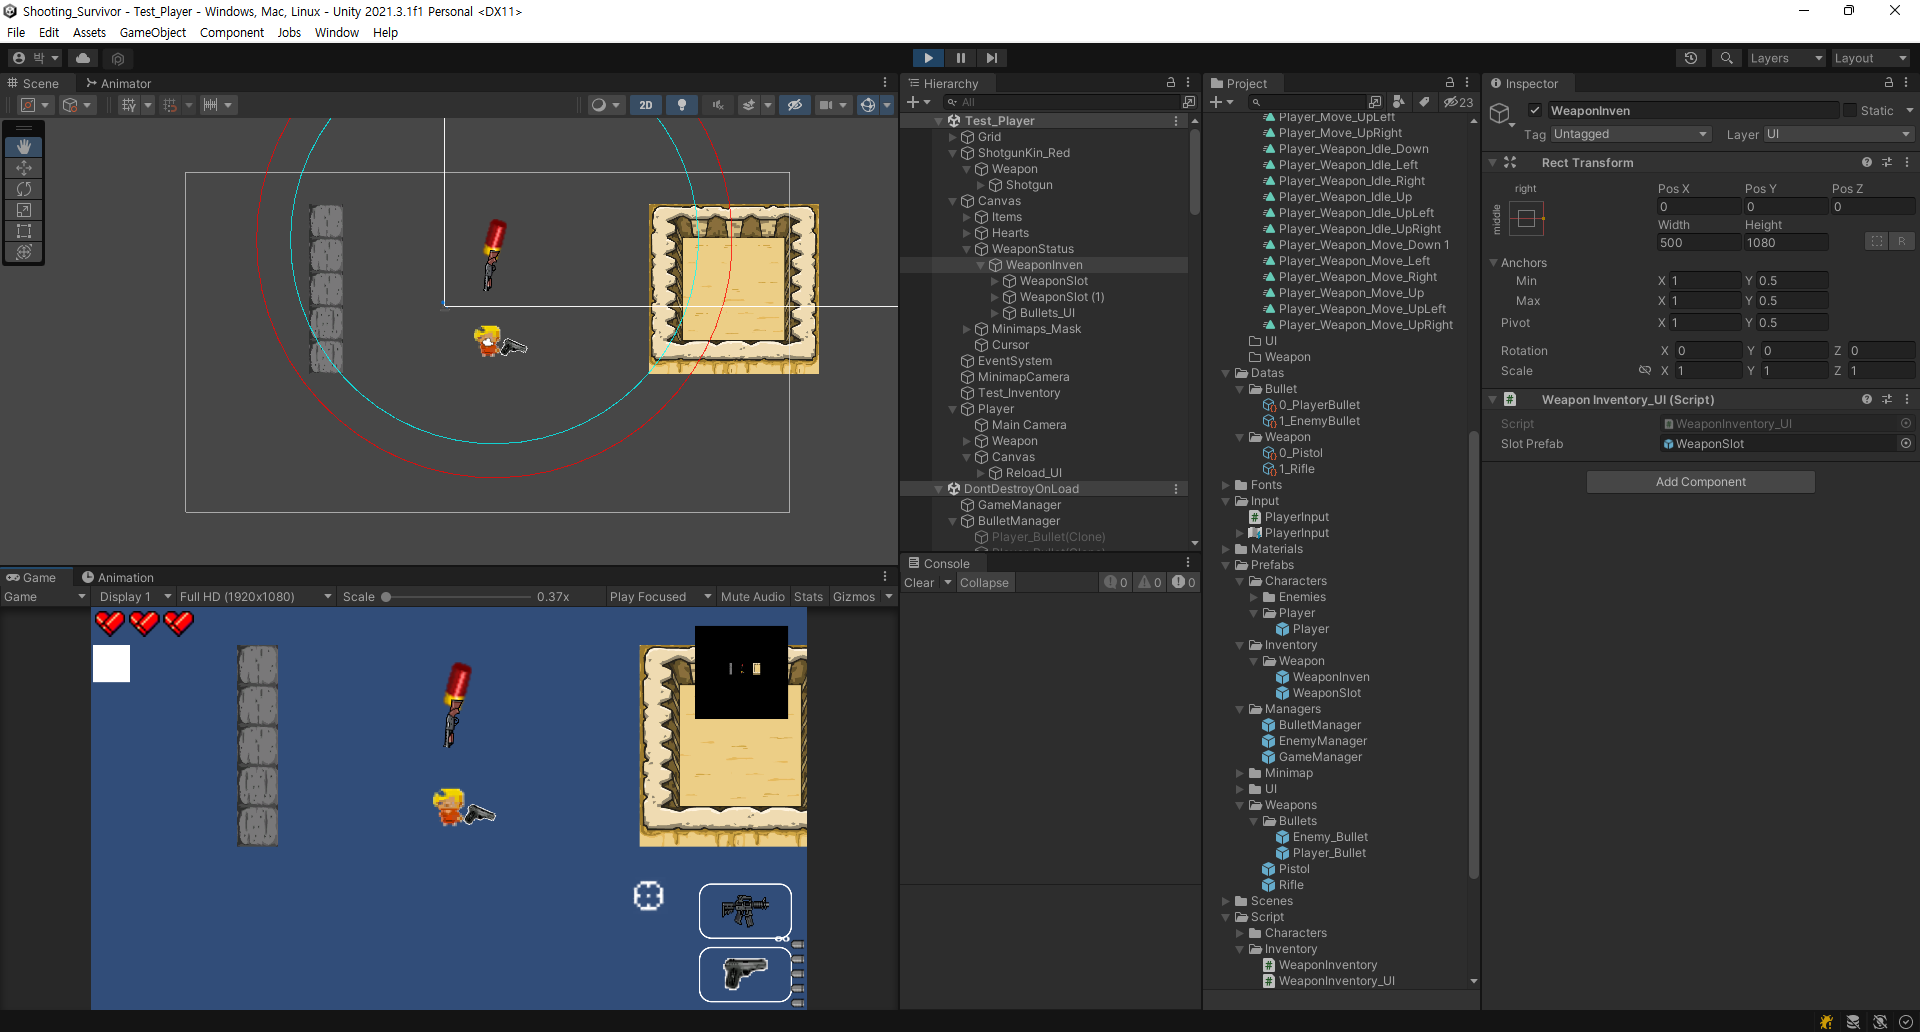 Shooting_Survivor - Test_Player - Windows, Mac, Linux - Unity 2021.3.1f1 Personal <DX11>
File Edit Assets GameObject Component Jobs Window Help
박
Layers
Layout
Scene
Animator
2D
Hierarchy
All
Test_Player
Grid
ShotgunKin_Red
Weapon
Shotgun
Canvas
Items
Hearts
WeaponStatus
WeaponInven
WeaponSlot
WeaponSlot (1)
Bullets_UI
Minimaps_Mask
Cursor
EventSystem
MinimapCamera
Test_Inventory
Player
Main Camera
Weapon
Canvas
Reload_UI
DontDestroyOnLoad
GameManager
BulletManager
Player_Bullet(Clone)
Player_Bullet(Clone)
Project
23
Player_Move_UpLeft
Player_Move_UpRight
Player_Weapon_Idle_Down
Player_Weapon_Idle_Left
Player_Weapon_Idle_Right
Player_Weapon_Idle_Up
Player_Weapon_Idle_UpLeft
Player_Weapon_Idle_UpRight
Player_Weapon_Move_Down 1
Player_Weapon_Move_Left
Player_Weapon_Move_Right
Player_Weapon_Move_Up
Player_Weapon_Move_UpLeft
Player_Weapon_Move_UpRight
UI
Weapon
Datas
Bullet
0_PlayerBullet
1_EnemyBullet
Weapon
0_Pistol
1_Rifle
Fonts
Input
PlayerInput
PlayerInput
Materials
Prefabs
Characters
Enemies
Player
Player
Inventory
Weapon
WeaponInven
WeaponSlot
Managers
BulletManager
EnemyManager
GameManager
Minimap
UI
Weapons
Bullets
Enemy_Bullet
Player_Bullet
Pistol
Rifle
Scenes
Script
Characters
Inventory
WeaponInventory
WeaponInventory_UI
Inspector
WeaponInven
Static
Tag Untagged
Layer UI
Rect Transform
right
middle
Pos X Pos Y Pos Z
0 0 0
Width Height
500 1080
R
Anchors
Min X 1 Y 0.5
Max X 1 Y 0.5
Pivot X 1 Y 0.5
Rotation X 0 Y 0 Z 0
Scale X 1 Y 1 Z 1
Weapon Inventory_UI (Script)
Script WeaponInventory_UI
Slot Prefab WeaponSlot
Add Component
Console
Clear
Collapse
0 0 0
Game
Animation
Game Display 1 Full HD (1920x1080) Scale 0.37x Play Focused Mute Audio Stats Gizmos